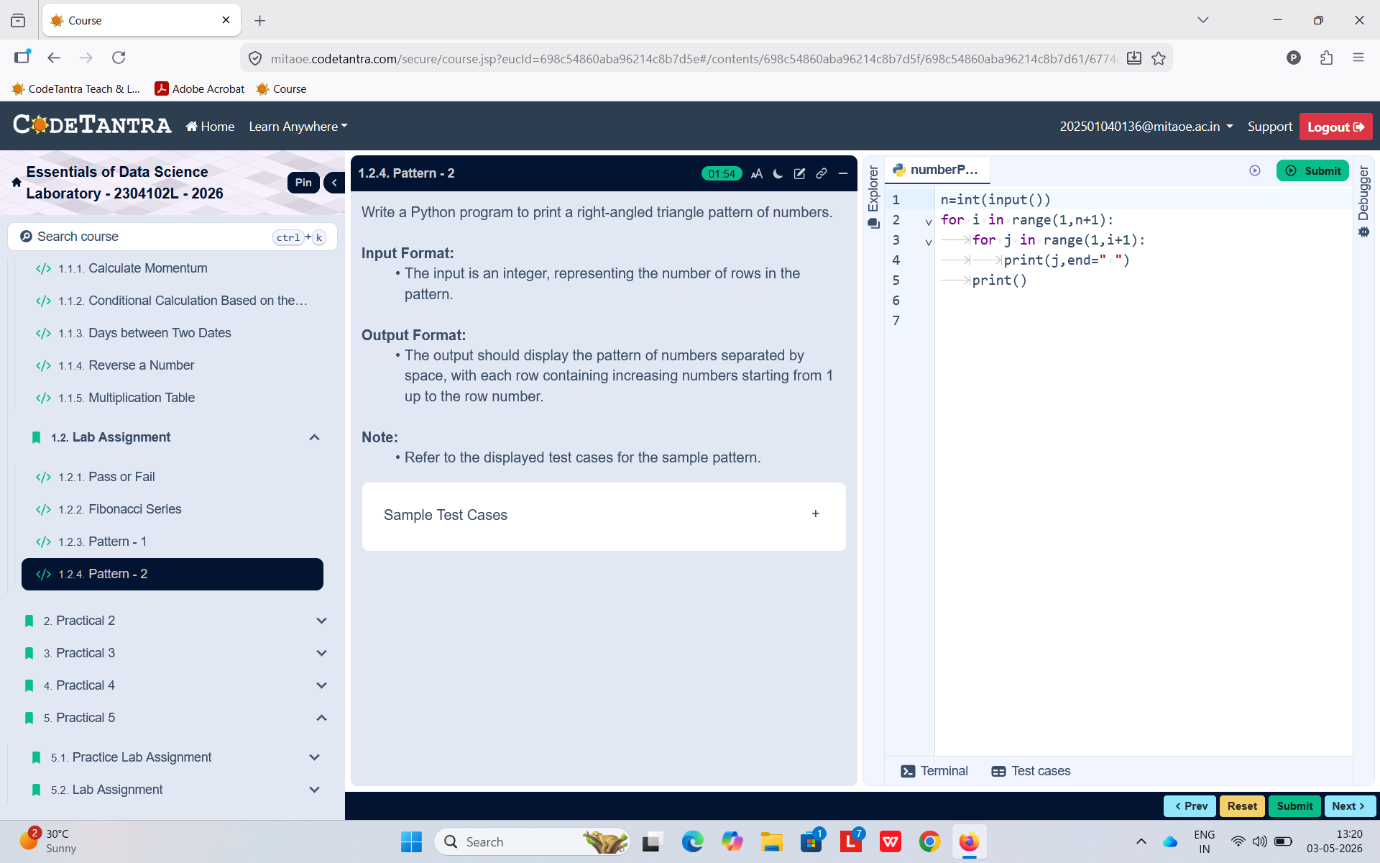 Course
mitaoe.codetantra.com/secure/course.jsp?eucId=698c54860aba96214c8b7d5e#/contents/698c54860aba96214c8b7d5f/698c54860aba96214c8b7d61/6774
P
CodeTantra Teach & L... Adobe Acrobat Course
CODETANTRA Home Learn Anywhere 202501040136@mitaoe.ac.in Support Logout
Essentials of Data Science
Laboratory - 2304102L - 2026
Pin
Search course ctrl + k
</> 1.1.1. Calculate Momentum
</> 1.1.2. Conditional Calculation Based on the...
</> 1.1.3. Days between Two Dates
</> 1.1.4. Reverse a Number
</> 1.1.5. Multiplication Table
1.2. Lab Assignment
</> 1.2.1. Pass or Fail
</> 1.2.2. Fibonacci Series
</> 1.2.3. Pattern - 1
</> 1.2.4. Pattern - 2
2. Practical 2
3. Practical 3
4. Practical 4
5. Practical 5
5.1. Practice Lab Assignment
5.2. Lab Assignment
1.2.4. Pattern - 2 01:54 AA
Write a Python program to print a right-angled triangle pattern of numbers.
Input Format:
• The input is an integer, representing the number of rows in the
pattern.
Output Format:
• The output should display the pattern of numbers separated by
space, with each row containing increasing numbers starting from 1
up to the row number.
Note:
• Refer to the displayed test cases for the sample pattern.
Sample Test Cases +
Explorer
numberP...
Submit
Debugger
1 n=int(input())
2 for i in range(1,n+1):
3 for j in range(1,i+1):
4 print(j,end=" ")
5 print()
6
7
Terminal Test cases
< Prev Reset Submit Next >
2 30°C
Sunny
Search
1
L 7
W
ENG
IN
13:20
03-05-2026